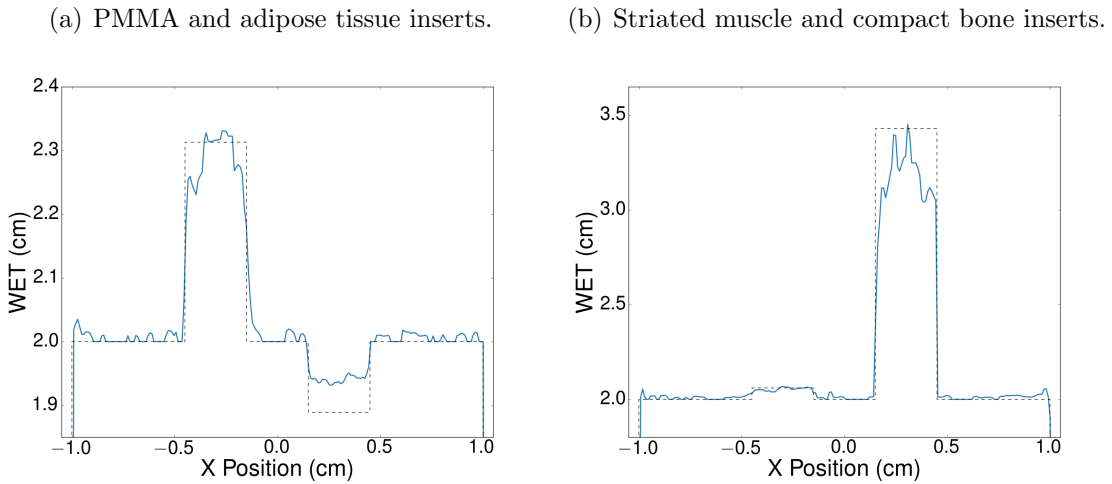 (a) PMMA and adipose tissue inserts.
(b) Striated muscle and compact bone inserts.
2.4
2.3
2.2
2.1
2.0
1.9
WET (cm)
−1.0 −0.5 0.0 0.5 1.0
X Position (cm)
3.5
3.0
2.5
2.0
WET (cm)
−1.0 −0.5 0.0 0.5 1.0
X Position (cm)